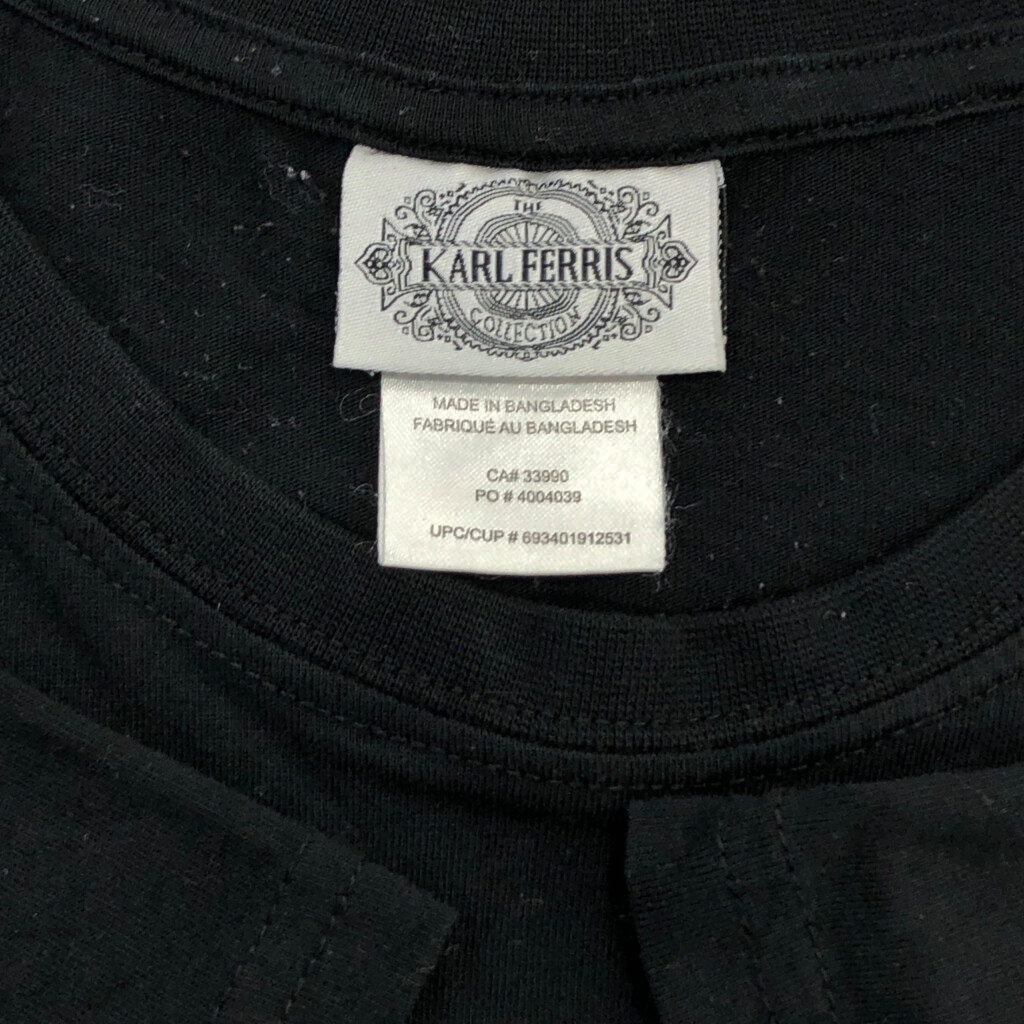 THE
KARL FERRIS
COLLECTION
MADE IN BANGLADESH
FABRIQUÉ AU BANGLADESH
CA# 33990
PO # 4004039
UPC/CUP # 693401912531